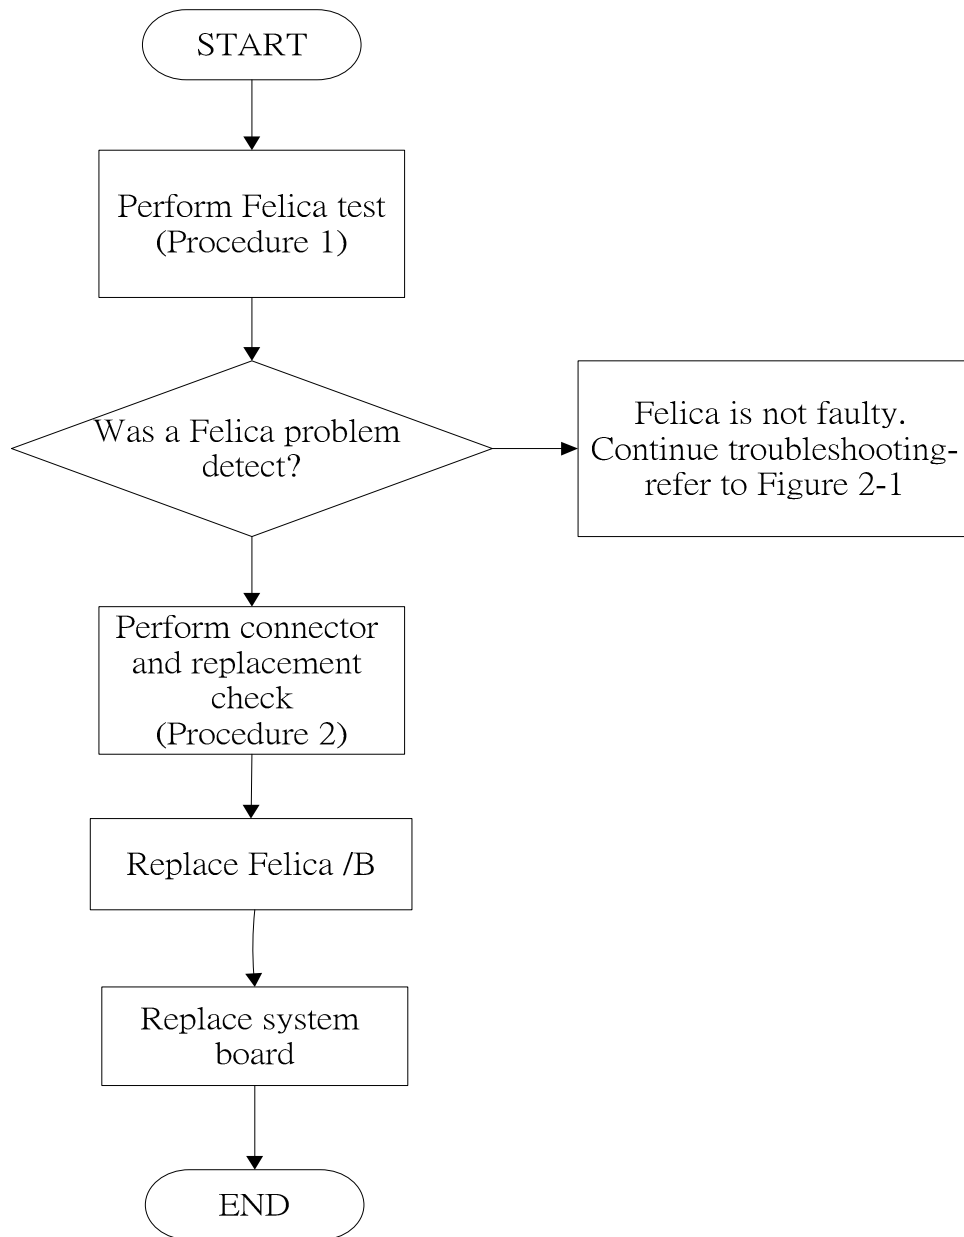 START
Perform Felica test
(Procedure 1)
Was a Felica problem
detect?
Felica is not faulty.
Continue troubleshooting-
refer to Figure 2-1
Perform connector
and replacement
check
(Procedure 2)
Replace Felica /B
Replace system
board
END